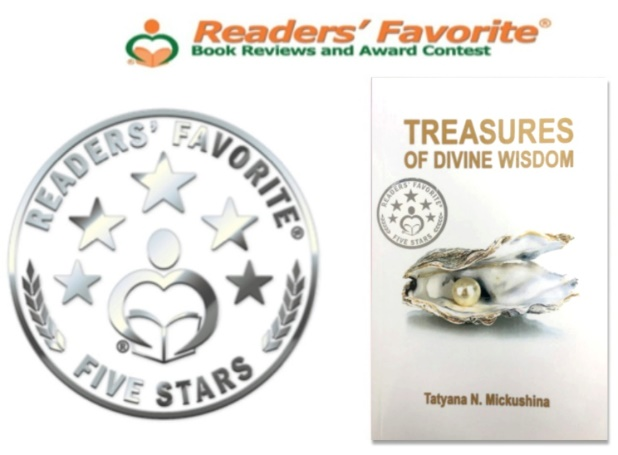 Readers' Favorite®
Book Reviews and Award Contest
READERS' FAVORITE®
®
FIVE STARS
TREASURES
OF DIVINE WISDOM
READERS' FAVORITE
FIVE STARS
Tatyana N. Mickushina